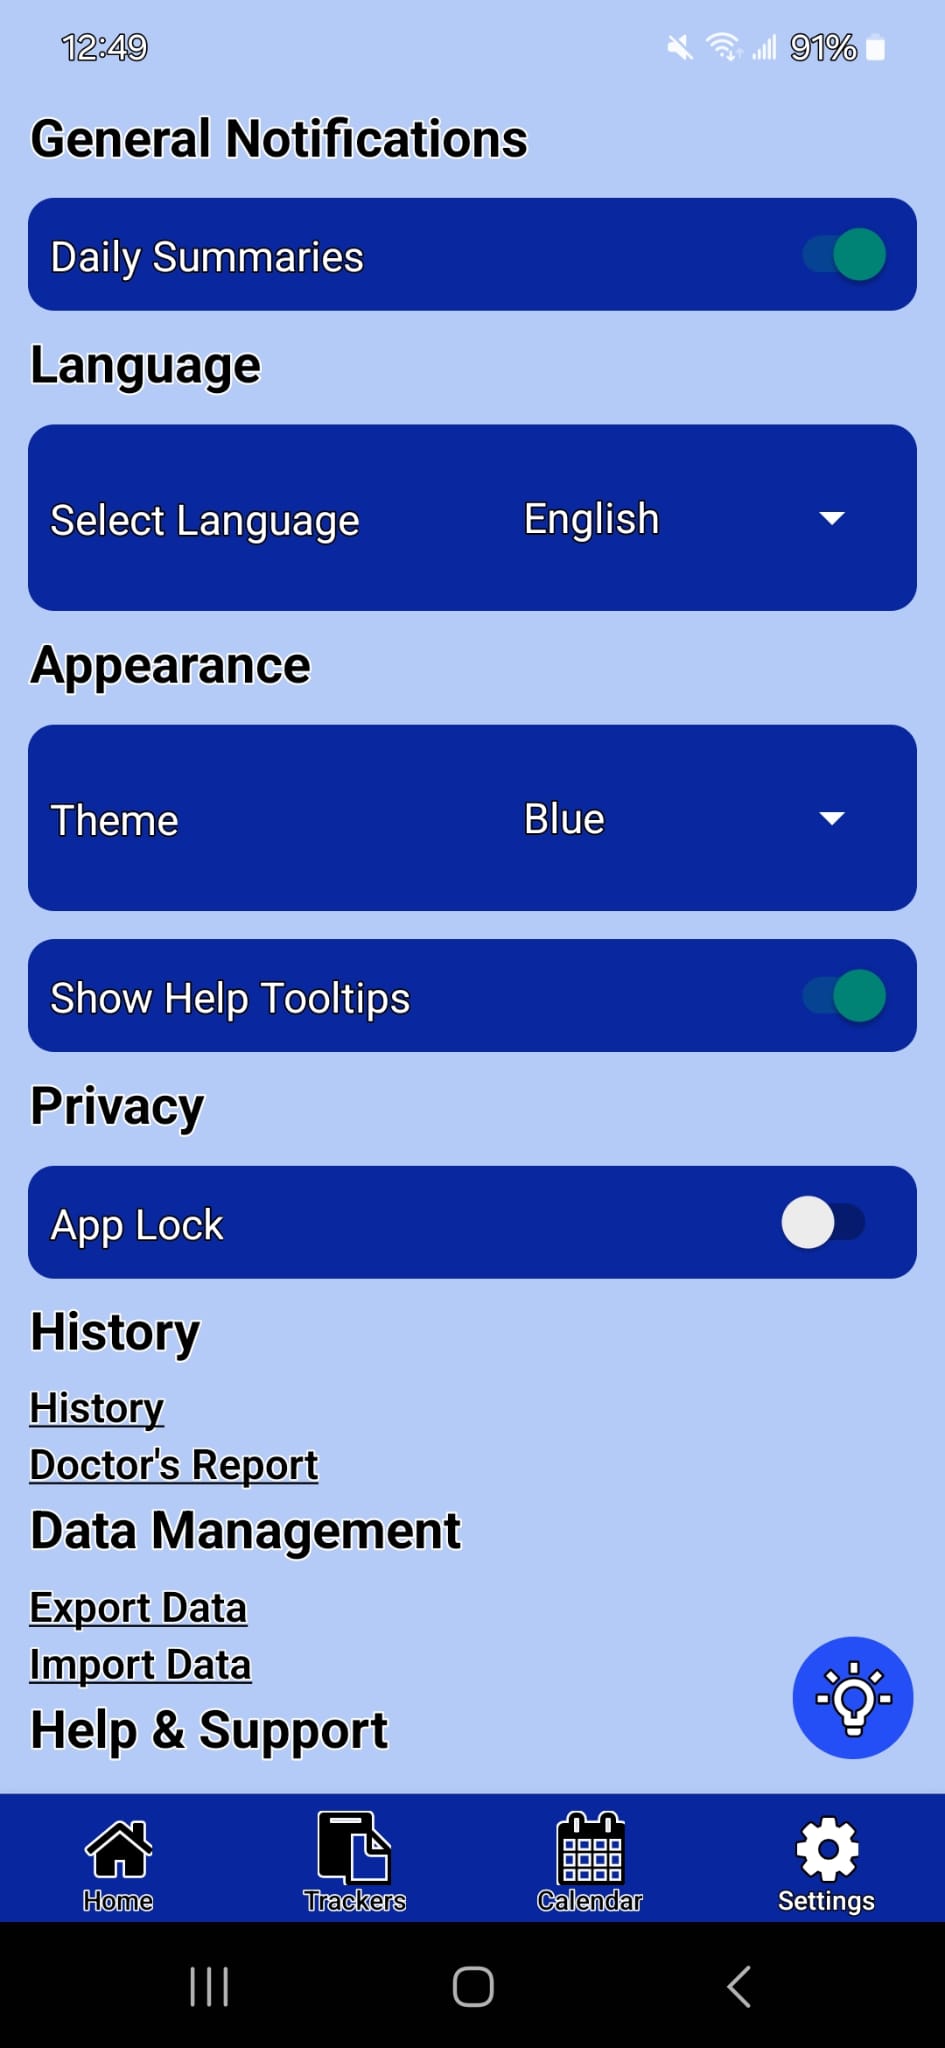 12:49
91%
General Notifications
Daily Summaries
Language
Select Language English
Appearance
Theme Blue
Show Help Tooltips
Privacy
App Lock
History
History
Doctor's Report
Data Management
Export Data
Import Data
Help & Support
Home Trackers Calendar Settings